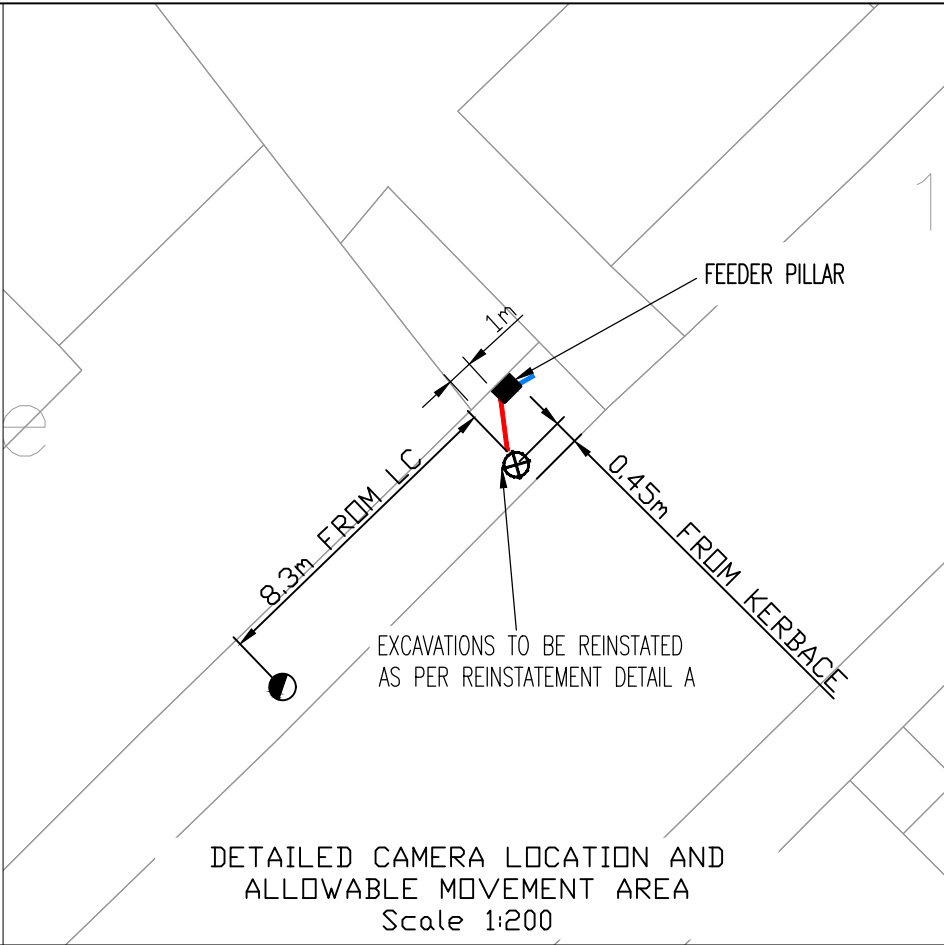 1
FEEDER PILLAR
1m
e
8.3m FROM LC
0.45m FROM KERBACE
EXCAVATIONS TO BE REINSTATED
AS PER REINSTATEMENT DETAIL A
DETAILED CAMERA LOCATION AND
ALLOWABLE MOVEMENT AREA
Scale 1:200